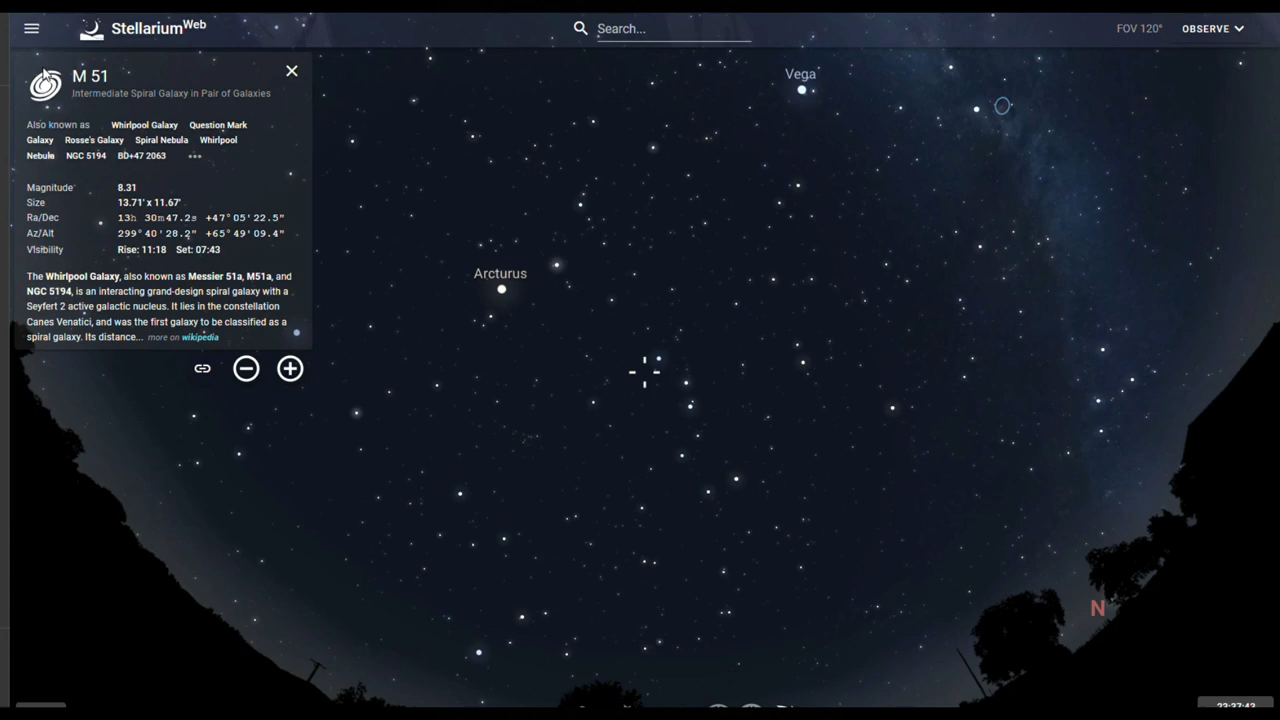 StellariumWeb
Search...
FOV 120°
OBSERVE
M 51
Intermediate Spiral Galaxy in Pair of Galaxies
Also known as Whirlpool Galaxy Question Mark
Galaxy Rosse's Galaxy Spiral Nebula Whirlpool
Nebula NGC 5194 BD+47 2063
Magnitude 8.31
Size 13.71' x 11.67'
Ra/Dec 13h 30m47.2s +47°05'22.5"
Az/Alt 299°40'28.2" +65°49'09.4"
Visibility Rise: 11:18 Set: 07:43
The Whirlpool Galaxy, also known as Messier 51a, M51a, and
NGC 5194, is an interacting grand-design spiral galaxy with a
Seyfert 2 active galactic nucleus. It lies in the constellation
Canes Venatici, and was the first galaxy to be classified as a
spiral galaxy. Its distance... more on wikipedia
Vega
Arcturus
N
23:37:43